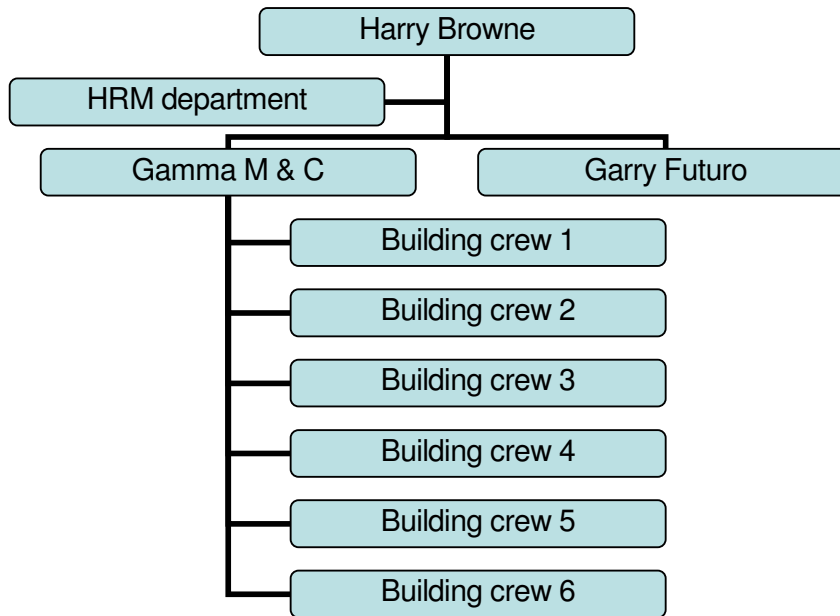 Harry Browne
HRM department
Gamma M & C
Garry Futuro
Building crew 1
Building crew 2
Building crew 3
Building crew 4
Building crew 5
Building crew 6